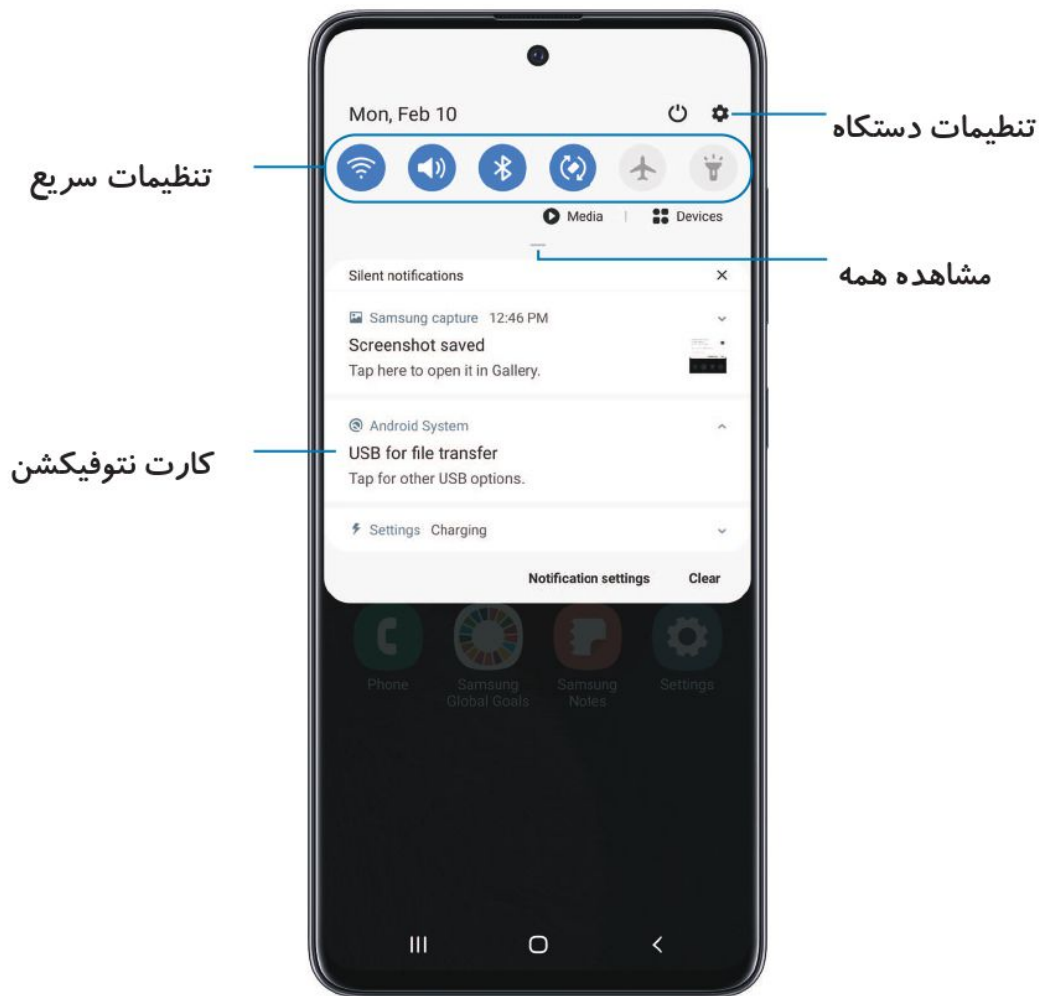 Mon, Feb 10
تنطیمات دستکاه
تنظیمات سریع
Media | Devices
مشاهده همه
Silent notifications
Samsung capture 12:46 PM
Screenshot saved
Tap here to open it in Gallery.
Android System
USB for file transfer
Tap for other USB options.
کارت نتوفیکشن
Settings Charging
Notification settings Clear
Phone
Samsung Global Goals
Samsung Notes
Settings